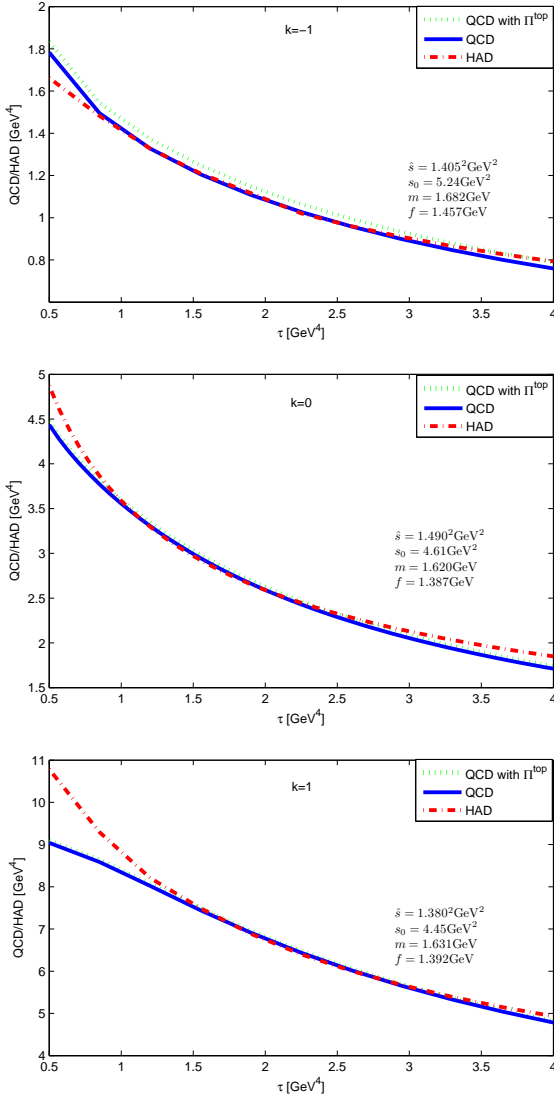 k=−1
QCD with Π^top
QCD
HAD
ŝ = 1.405²GeV²
s₀ = 5.24GeV²
m = 1.682GeV
f = 1.457GeV
QCD/HAD [GeV⁴]
2
1.8
1.6
1.4
1.2
1
0.8
0.5 1 1.5 2 2.5 3 3.5 4
τ [GeV⁴]
k=0
QCD with Π^top
QCD
HAD
ŝ = 1.490²GeV²
s₀ = 4.61GeV²
m = 1.620GeV
f = 1.387GeV
QCD/HAD [GeV⁴]
5
4.5
4
3.5
3
2.5
2
1.5
0.5 1 1.5 2 2.5 3 3.5 4
τ [GeV⁴]
k=1
QCD with Π^top
QCD
HAD
ŝ = 1.380²GeV²
s₀ = 4.45GeV²
m = 1.631GeV
f = 1.392GeV
QCD/HAD [GeV⁴]
11
10
9
8
7
6
5
4
0.5 1 1.5 2 2.5 3 3.5 4
τ [GeV⁴]